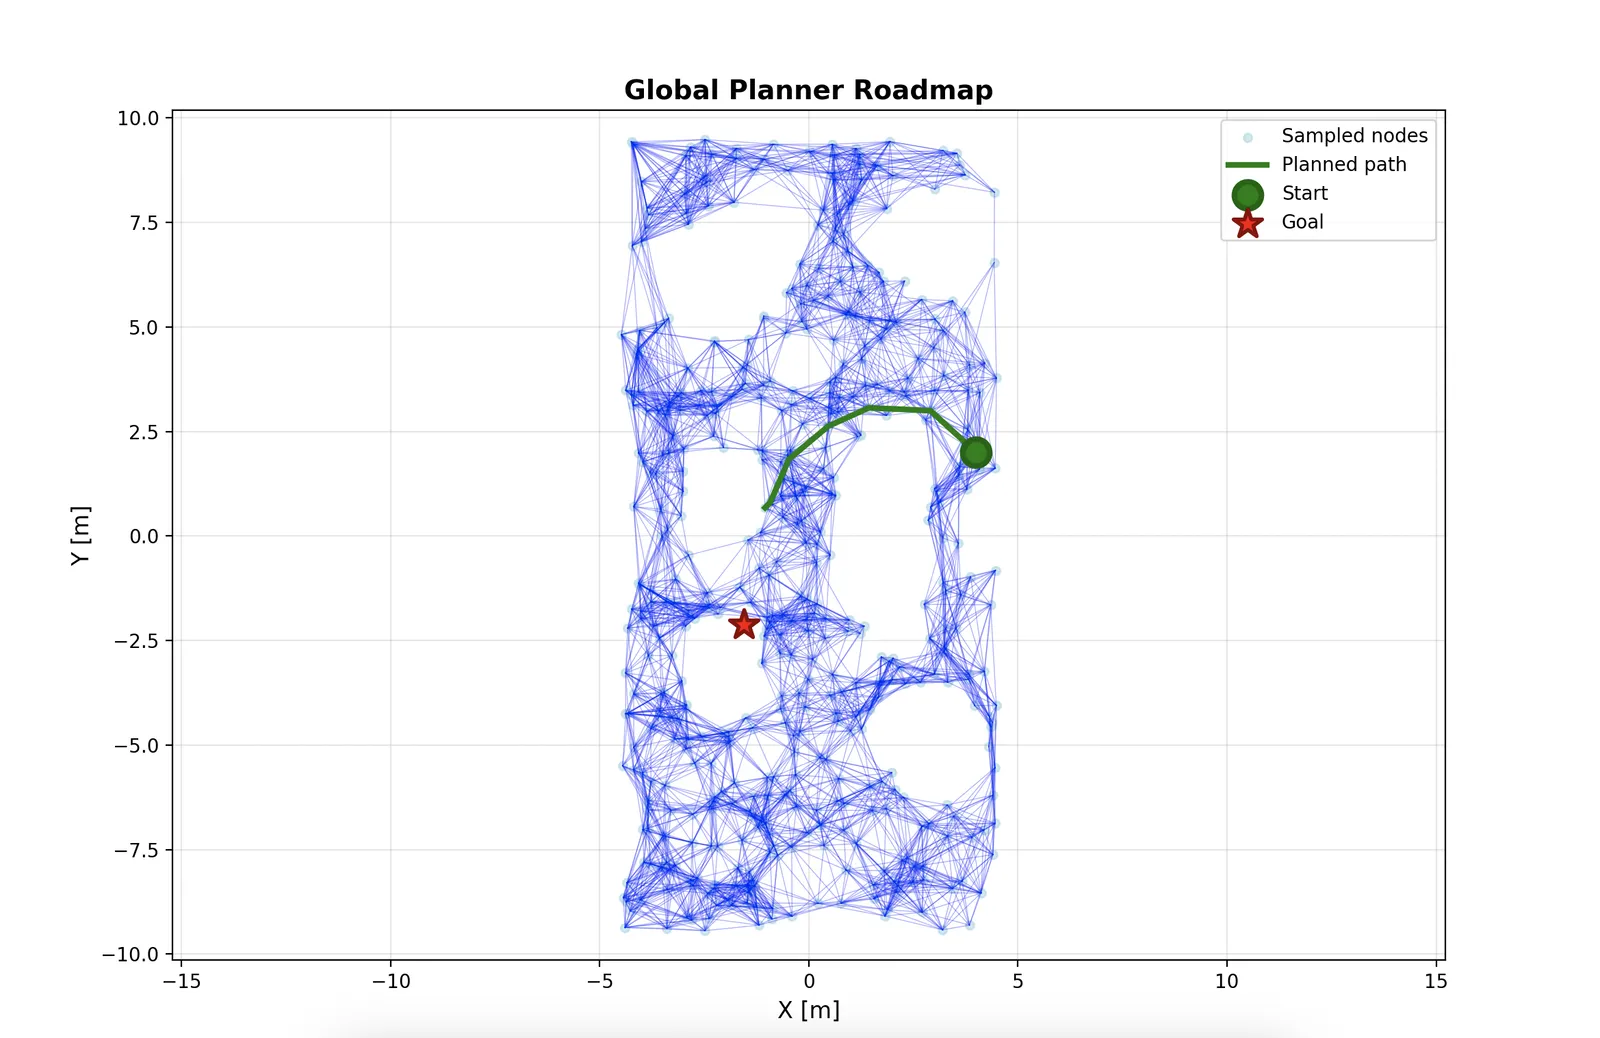 Global Planner Roadmap
10.0
7.5
5.0
2.5
0.0
−2.5
−5.0
−7.5
−10.0
Y [m]
Sampled nodes
Planned path
Start
Goal
−15
−10
−5
0
5
10
15
X [m]